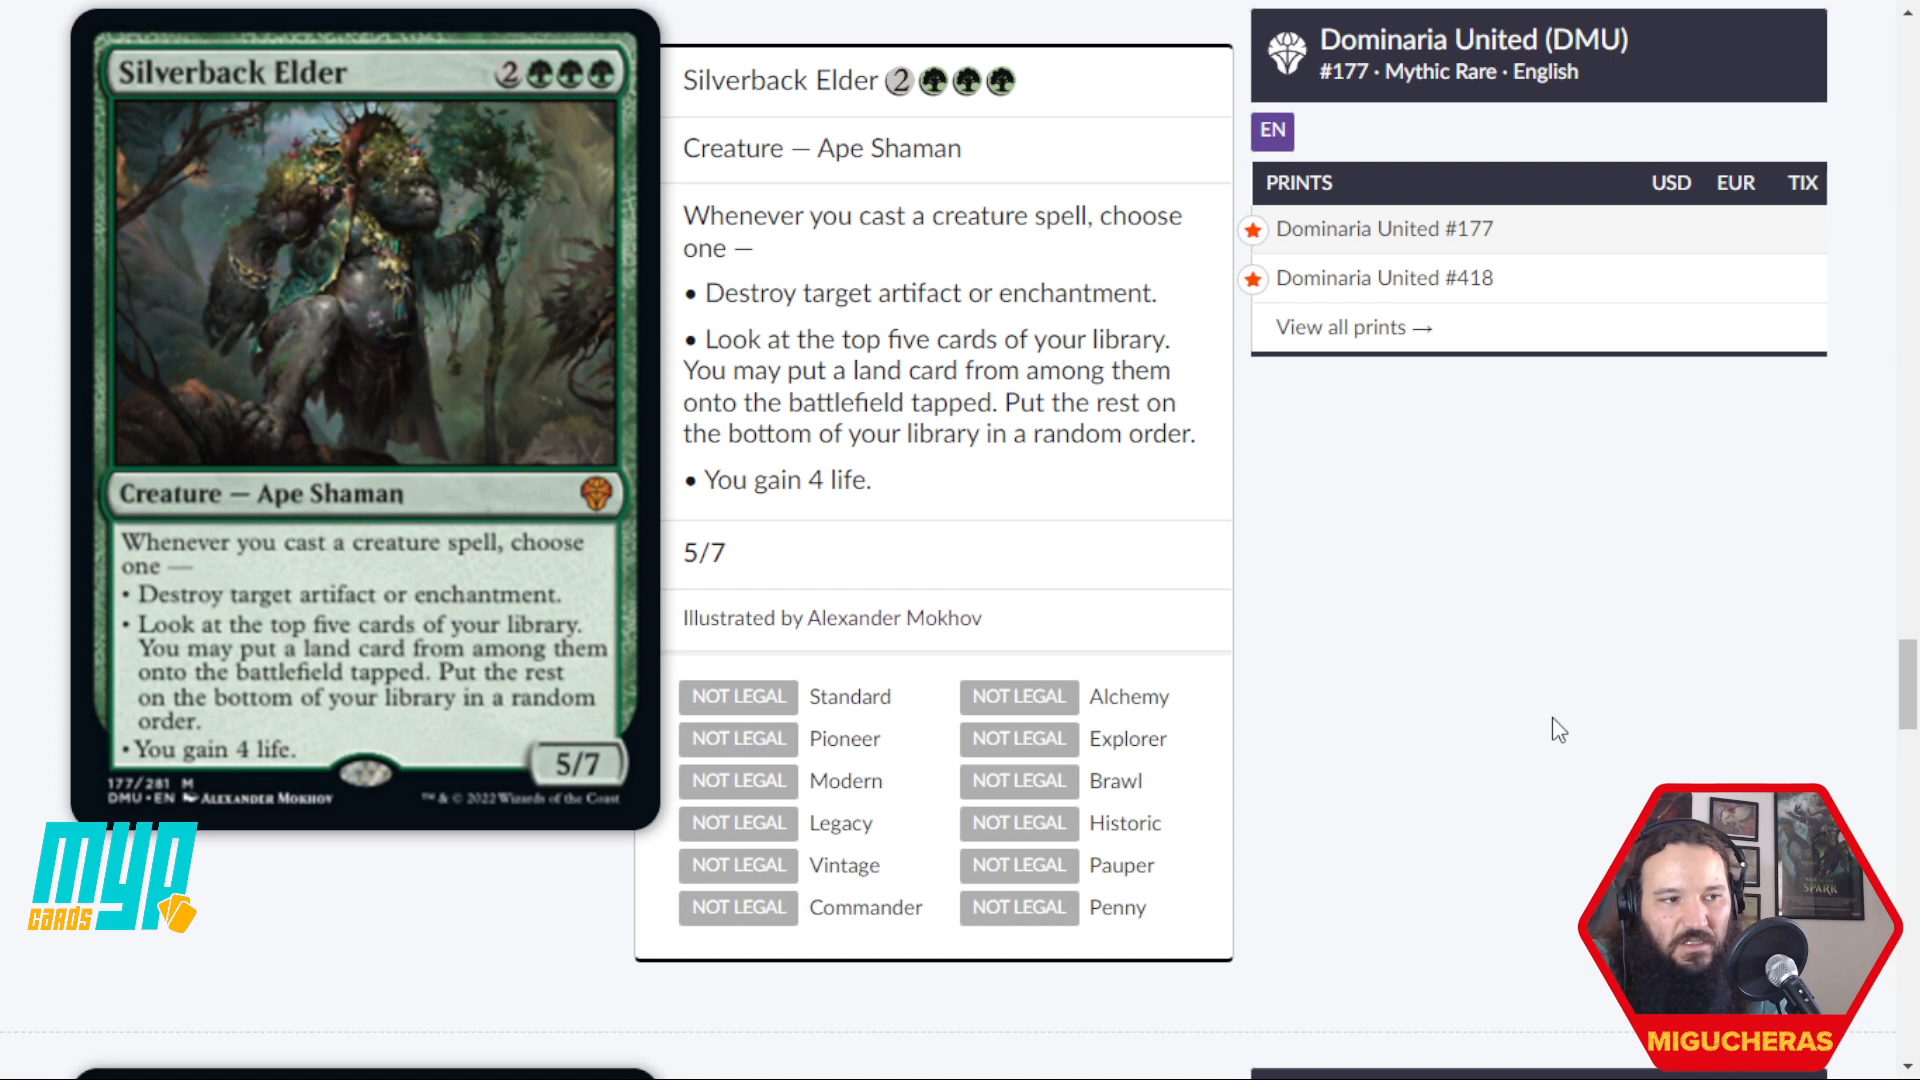 Silverback Elder 2
Creature — Ape Shaman
Whenever you cast a creature spell, choose
one —
• Destroy target artifact or enchantment.
• Look at the top five cards of your library.
You may put a land card from among them
onto the battlefield tapped. Put the rest
on the bottom of your library in a random
order.
• You gain 4 life.
5/7
177/281 M
DMU • EN ALEXANDER MOKHOV
™ & © 2022 Wizards of the Coast
myp
cards
Silverback Elder 2
Creature — Ape Shaman
Whenever you cast a creature spell, choose
one —
• Destroy target artifact or enchantment.
• Look at the top five cards of your library.
You may put a land card from among them
onto the battlefield tapped. Put the rest on
the bottom of your library in a random order.
• You gain 4 life.
5/7
Illustrated by Alexander Mokhov
NOT LEGAL Standard NOT LEGAL Alchemy
NOT LEGAL Pioneer NOT LEGAL Explorer
NOT LEGAL Modern NOT LEGAL Brawl
NOT LEGAL Legacy NOT LEGAL Historic
NOT LEGAL Vintage NOT LEGAL Pauper
NOT LEGAL Commander NOT LEGAL Penny
Dominaria United (DMU)
#177 · Mythic Rare · English
EN
PRINTS USD EUR TIX
Dominaria United #177
Dominaria United #418
View all prints →
SPARK
MIGUCHERAS